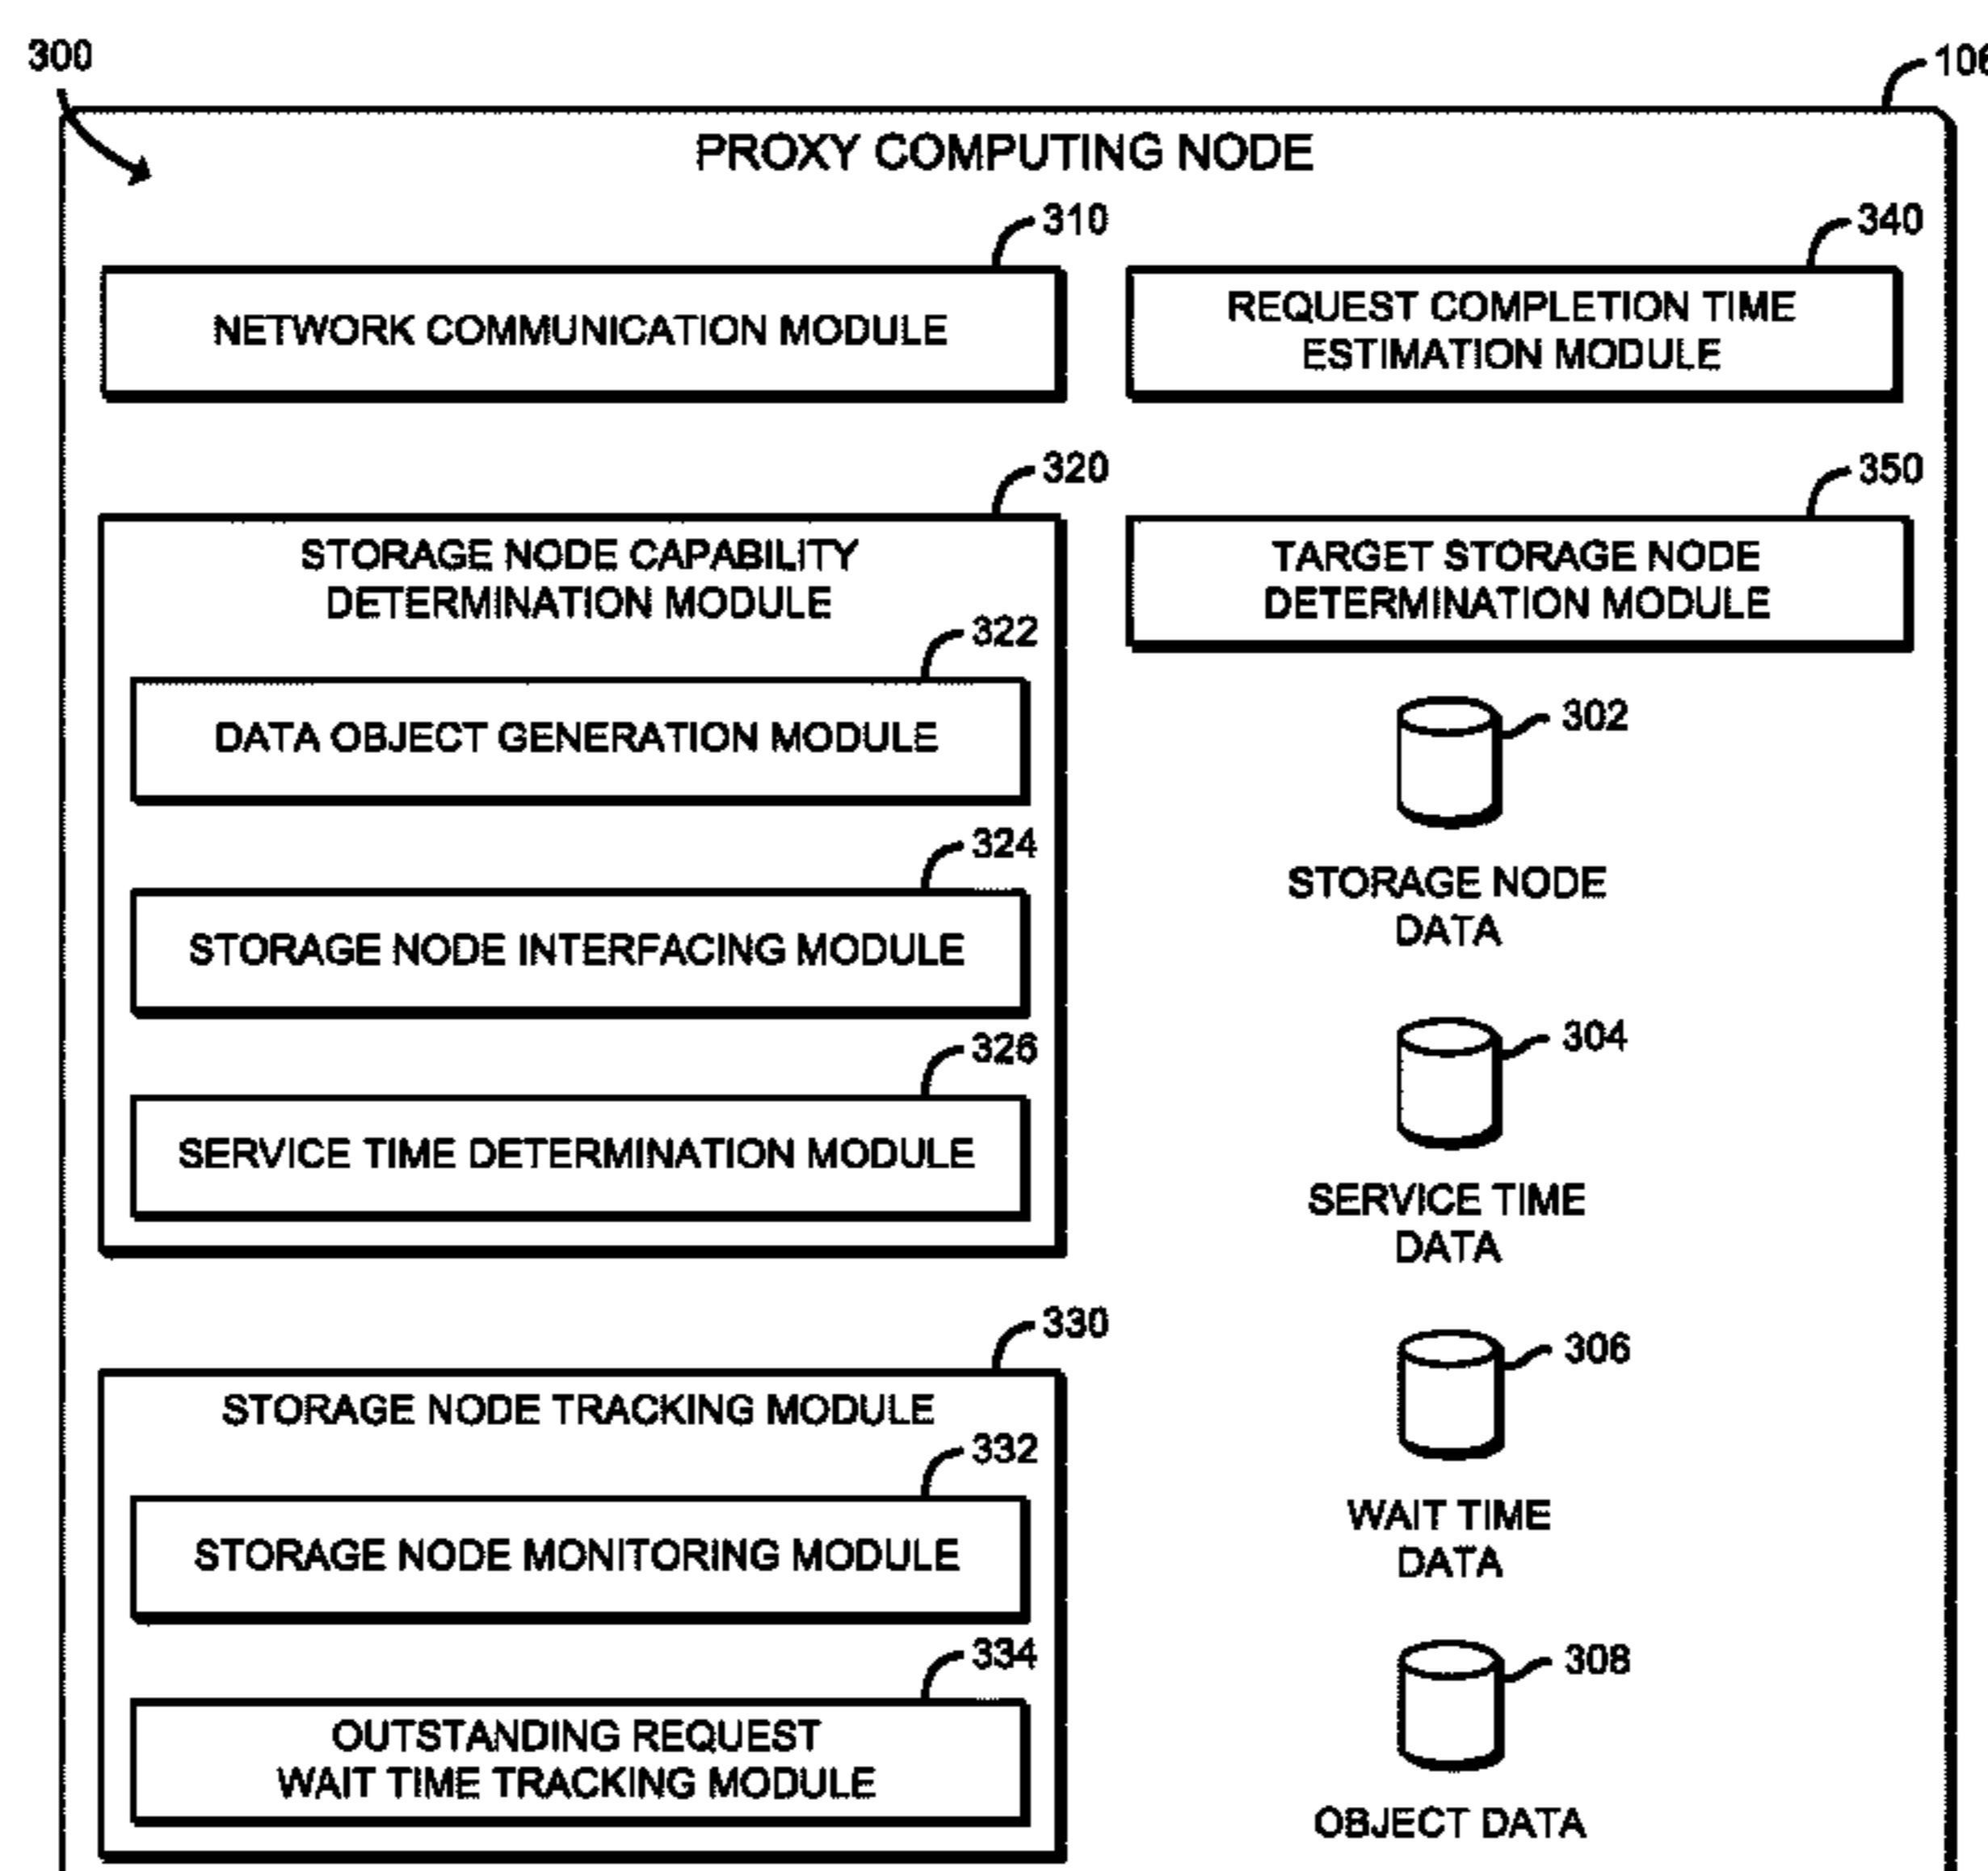 300
106
PROXY COMPUTING NODE
310
NETWORK COMMUNICATION MODULE
340
REQUEST COMPLETION TIME
ESTIMATION MODULE
320
STORAGE NODE CAPABILITY
DETERMINATION MODULE
322
DATA OBJECT GENERATION MODULE
324
STORAGE NODE INTERFACING MODULE
326
SERVICE TIME DETERMINATION MODULE
350
TARGET STORAGE NODE
DETERMINATION MODULE
302
STORAGE NODE
DATA
304
SERVICE TIME
DATA
330
STORAGE NODE TRACKING MODULE
332
STORAGE NODE MONITORING MODULE
334
OUTSTANDING REQUEST
WAIT TIME TRACKING MODULE
306
WAIT TIME
DATA
308
OBJECT DATA